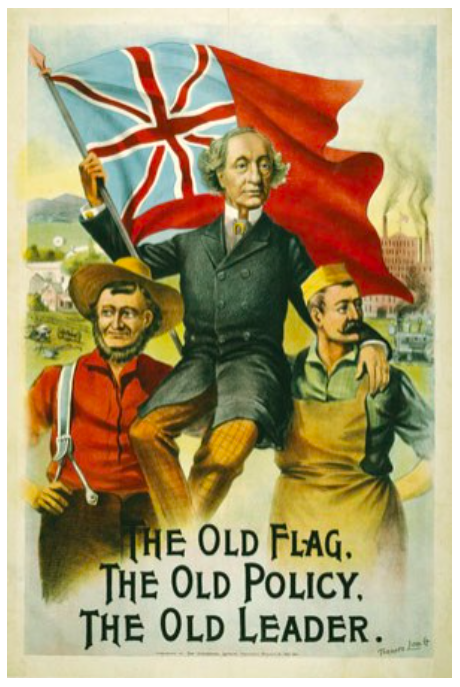 THE OLD FLAG.
THE OLD POLICY.
THE OLD LEADER.